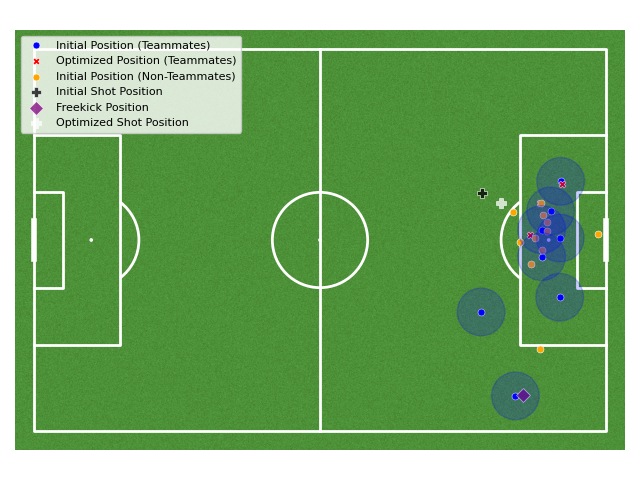 Initial Position (Teammates)
Optimized Position (Teammates)
Initial Position (Non-Teammates)
Initial Shot Position
Freekick Position
Optimized Shot Position